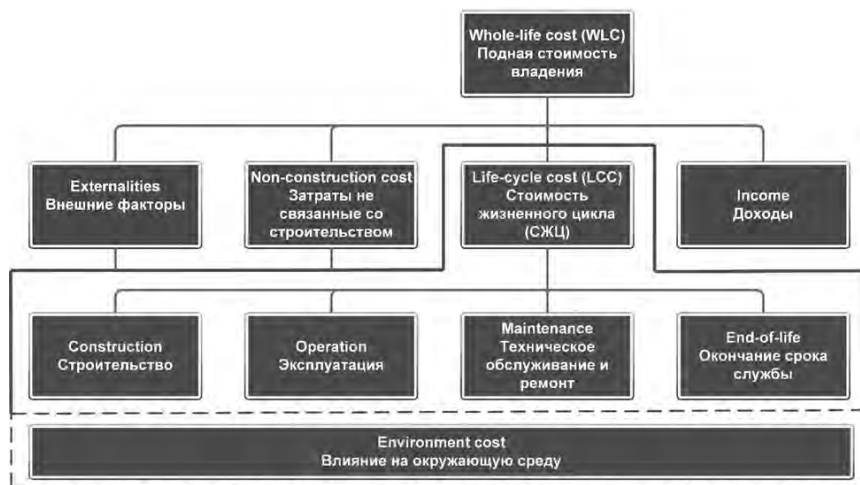 Whole-life cost (WLC)
Подная стоимость
владения
Externalities
Внешние факторы
Non-construction cost
Затраты не
связанные со
строительством
Life-cycle cost (LCC)
Стоимость
жизненного цикла
(СЖЦ)
Income
Доходы
Construction
Строительство
Operation
Эксплуатация
Maintenance
Техническое
обслуживание и
ремонт
End-of-life
Окончание срока
службы
Environment cost
Влияние на окружающую среду